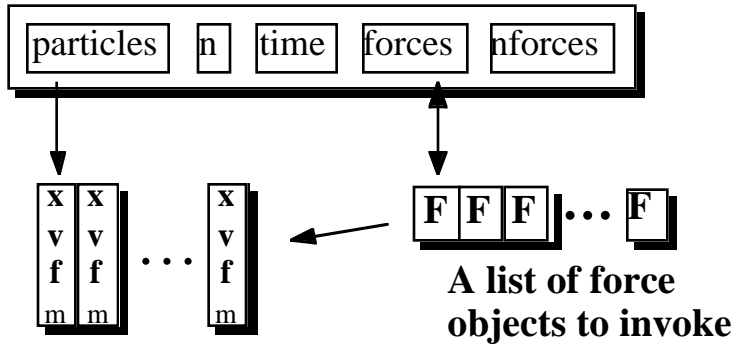 particles n time forces nforces
x x ... x F F F ... F
v v v
f f f
m m m
A list of force
objects to invoke